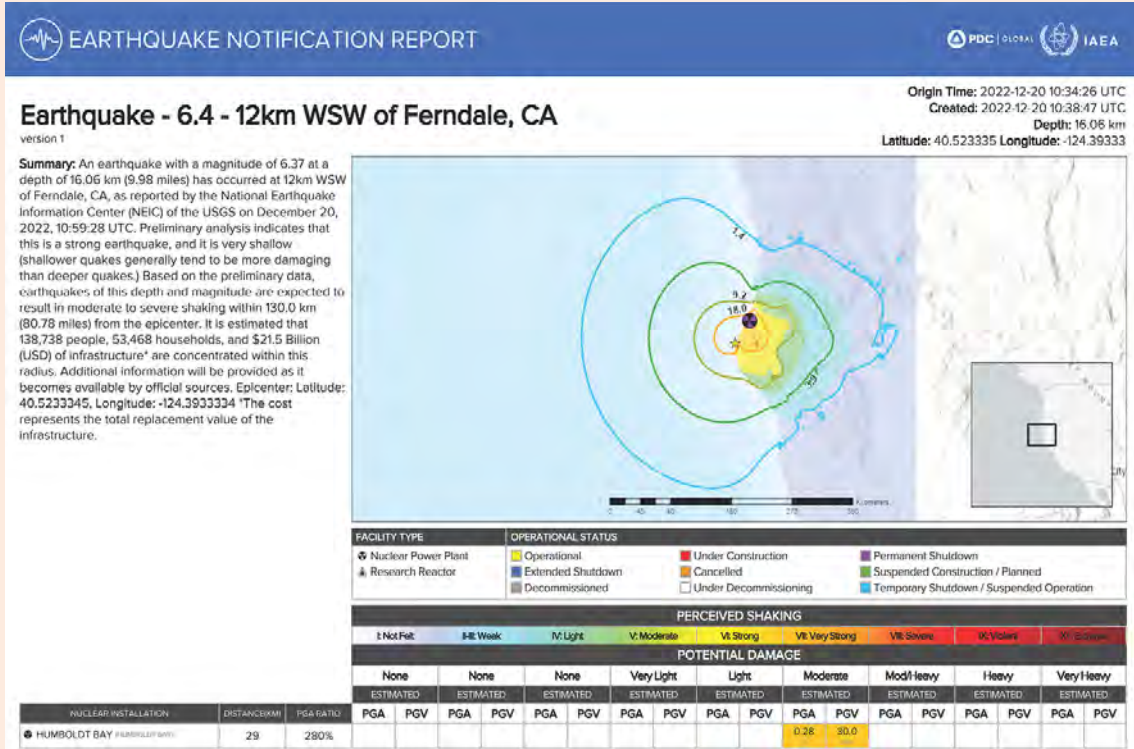 EARTHQUAKE NOTIFICATION REPORT
PDC | GLOBAL
IAEA
Origin Time: 2022-12-20 10:34:26 UTC
Created: 2022-12-20 10:38:47 UTC
Depth: 16.06 km
Latitude: 40.523335 Longitude: -124.39333
Earthquake - 6.4 - 12km WSW of Ferndale, CA
version 1
Summary: An earthquake with a magnitude of 6.37 at a
depth of 16.06 km (9.98 miles) has occurred at 12km WSW
of Ferndale, CA, as reported by the National Earthquake
Information Center (NEIC) of the USGS on December 20,
2022, 10:59:28 UTC. Preliminary analysis indicates that
this is a strong earthquake, and it is very shallow
(shallower quakes generally tend to be more damaging
than deeper quakes.) Based on the preliminary data,
earthquakes of this depth and magnitude are expected to
result in moderate to severe shaking within 130.0 km
(80.78 miles) from the epicenter. It is estimated that
138,738 people, 53,468 households, and $21.5 Billion
(USD) of infrastructure* are concentrated within this
radius. Additional information will be provided as it
becomes available by official sources. Epicenter: Latitude:
40.5233345, Longitude: -124.3933334 *The cost
represents the total replacement value of the
infrastructure.
1.4
9.2
18.0
City
FACILITY TYPE OPERATIONAL STATUS
Nuclear Power Plant Operational Under Construction Permanent Shutdown
Research Reactor Extended Shutdown Cancelled Suspended Construction / Planned
Decommissioned Under Decommissioning Temporary Shutdown / Suspended Operation
PERCEIVED SHAKING
I: Not Felt II-III: Weak IV: Light V: Moderate VI: Strong VII: Very Strong VIII: Severe IX: Violent
POTENTIAL DAMAGE
None None None Very Light Light Moderate Mod/Heavy Heavy Very Heavy
ESTIMATED ESTIMATED ESTIMATED ESTIMATED ESTIMATED ESTIMATED ESTIMATED ESTIMATED ESTIMATED
NUCLEAR INSTALLATION DISTANCE(KM) PGA RATIO PGA PGV PGA PGV PGA PGV PGA PGV PGA PGV PGA PGV PGA PGV PGA PGV PGA PGV
HUMBOLDT BAY (HUMBOLDT BAY) 29 280% 0.28 30.0